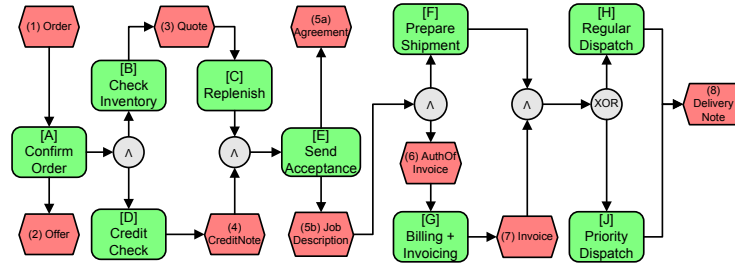 (1) Order
(3) Quote
(5a)
Agreement
[F]
Prepare
Shipment
[H]
Regular
Dispatch
[B]
Check
Inventory
[C]
Replenish
(8)
Delivery
Note
Λ
Λ
XOR
[A]
Confirm
Order
Λ
Λ
[E]
Send
Acceptance
(6) AuthOf
Invoice
(2) Offer
[D]
Credit
Check
(4)
CreditNote
(5b) Job
Description
[G]
Billing +
Invoicing
(7) Invoice
[J]
Priority
Dispatch